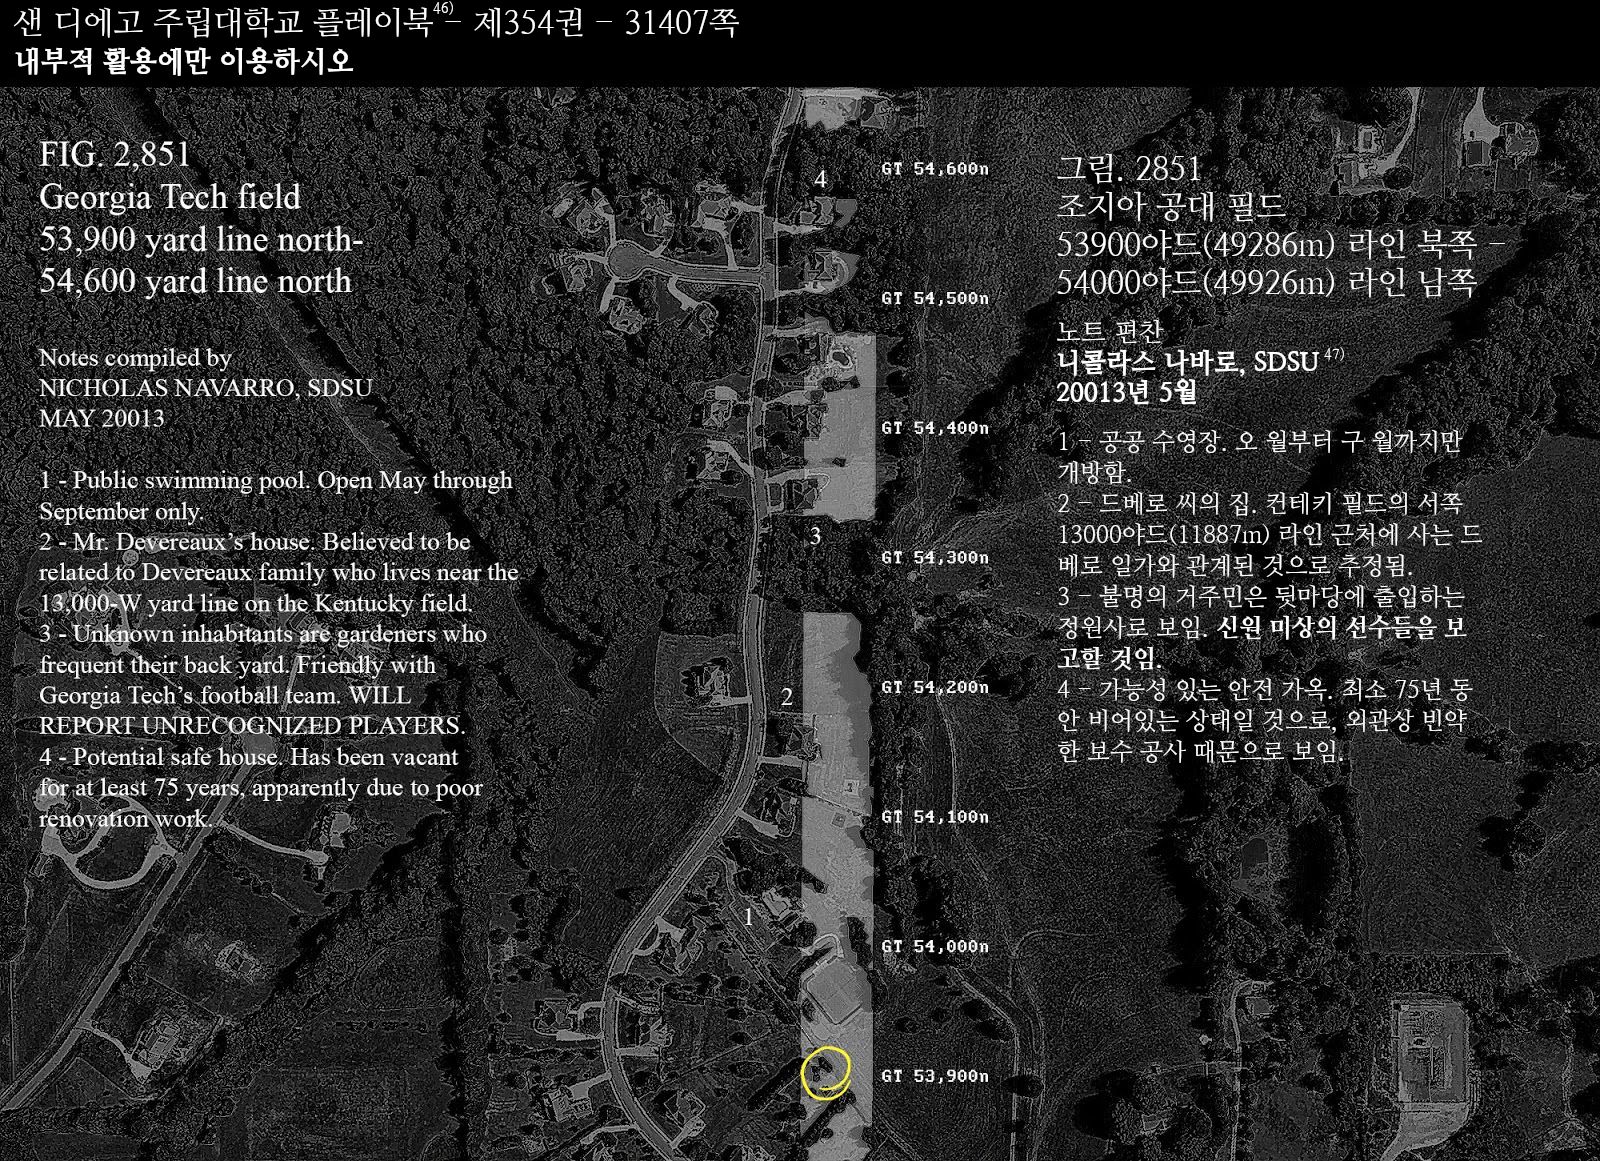 샌 디에고 주립대학교 플레이북46) - 제354권 - 31407쪽
내부적 활용에만 이용하시오
FIG. 2,851
Georgia Tech field
53,900 yard line north-
54,600 yard line north
Notes compiled by
NICHOLAS NAVARRO, SDSU
MAY 20013
1 - Public swimming pool. Open May through
September only.
2 - Mr. Devereaux's house. Believed to be
related to Devereaux family who lives near the
13,000-W yard line on the Kentucky field.
3 - Unknown inhabitants are gardeners who
frequent their back yard. Friendly with
Georgia Tech's football team. WILL
REPORT UNRECOGNIZED PLAYERS.
4 - Potential safe house. Has been vacant
for at least 75 years, apparently due to poor
renovation work.
4
3
2
1
GT 54,600n
GT 54,500n
GT 54,400n
GT 54,300n
GT 54,200n
GT 54,100n
GT 54,000n
GT 53,900n
그림. 2851
조지아 공대 필드
53900야드(49286m) 라인 북쪽 -
54000야드(49926m) 라인 남쪽
노트 편찬
니콜라스 나바로, SDSU 47)
20013년 5월
1 - 공공 수영장. 오 월부터 구 월까지만
개방함.
2 - 드베로 씨의 집. 컨테키 필드의 서쪽
13000야드(11887m) 라인 근처에 사는 드
베로 일가와 관계된 것으로 추정됨.
3 - 불명의 거주민은 뒷마당에 출입하는
정원사로 보임. 신원 미상의 선수들을 보
고할 것임.
4 - 가능성 있는 안전 가옥. 최소 75년 동
안 비어있는 상태일 것으로, 외관상 빈약
한 보수 공사 때문으로 보임.